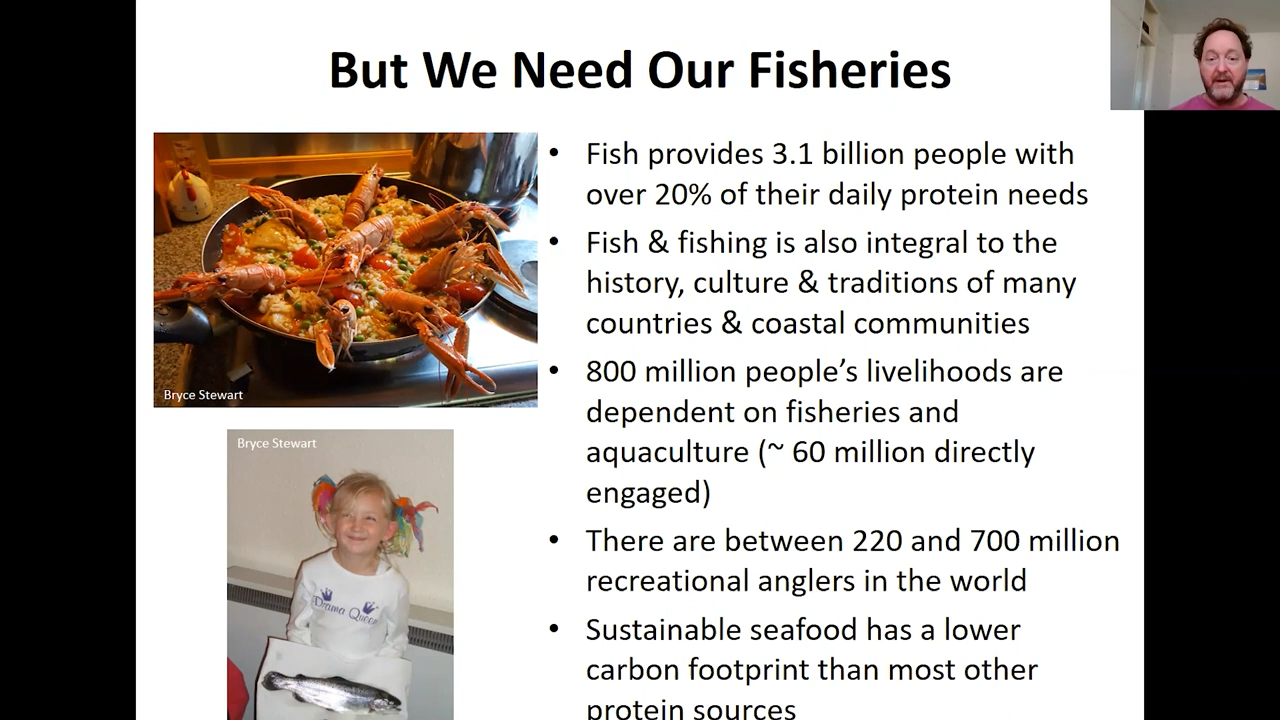 But We Need Our Fisheries
Bryce Stewart
Bryce Stewart
Drama Queen
• Fish provides 3.1 billion people with
over 20% of their daily protein needs
• Fish & fishing is also integral to the
history, culture & traditions of many
countries & coastal communities
• 800 million people’s livelihoods are
dependent on fisheries and
aquaculture (~ 60 million directly
engaged)
• There are between 220 and 700 million
recreational anglers in the world
• Sustainable seafood has a lower
carbon footprint than most other
protein sources